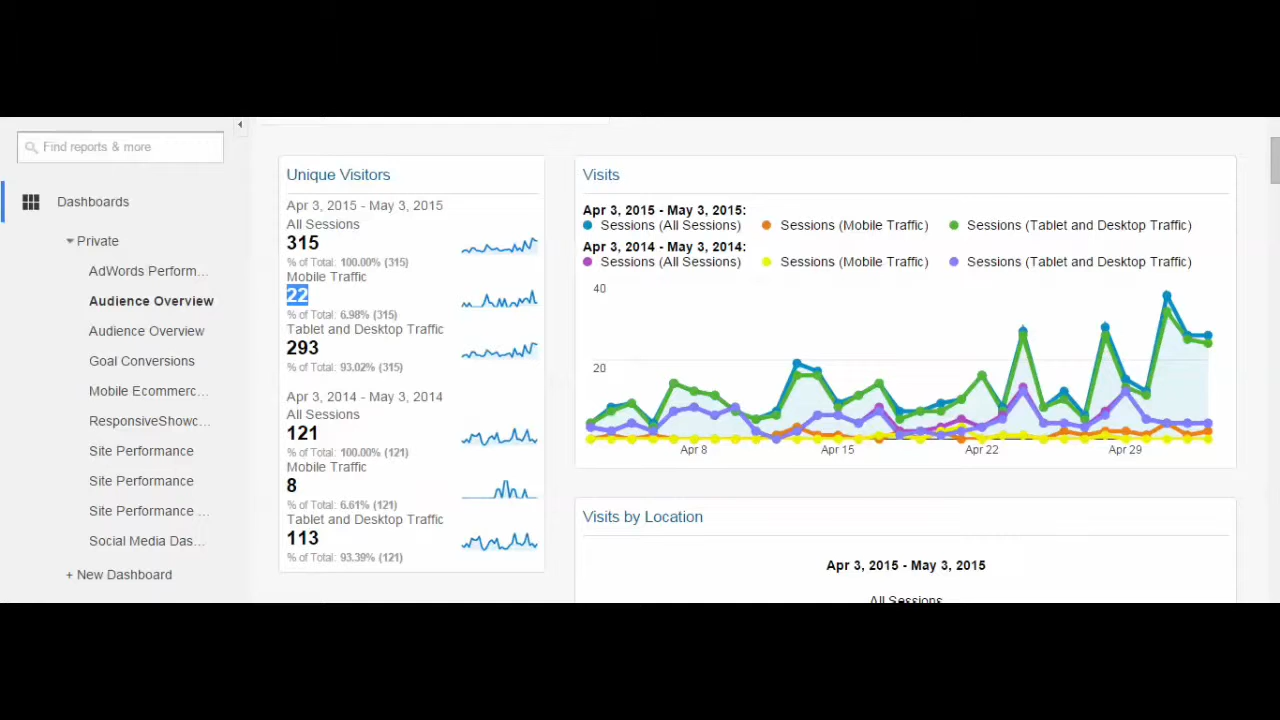 Find reports & more
Dashboards
Private
AdWords Perform...
Audience Overview
Audience Overview
Goal Conversions
Mobile Ecommerc...
ResponsiveShowc...
Site Performance
Site Performance
Site Performance ...
Social Media Das...
+ New Dashboard
Unique Visitors
Apr 3, 2015 - May 3, 2015
All Sessions
315
% of Total: 100.00% (315)
Mobile Traffic
22
% of Total: 6.98% (315)
Tablet and Desktop Traffic
293
% of Total: 93.02% (315)
Apr 3, 2014 - May 3, 2014
All Sessions
121
% of Total: 100.00% (121)
Mobile Traffic
8
% of Total: 6.61% (121)
Tablet and Desktop Traffic
113
% of Total: 93.39% (121)
Visits
Apr 3, 2015 - May 3, 2015:
Sessions (All Sessions) Sessions (Mobile Traffic) Sessions (Tablet and Desktop Traffic)
Apr 3, 2014 - May 3, 2014:
Sessions (All Sessions) Sessions (Mobile Traffic) Sessions (Tablet and Desktop Traffic)
40
20
Apr 8 Apr 15 Apr 22 Apr 29
Visits by Location
Apr 3, 2015 - May 3, 2015
All Sessions